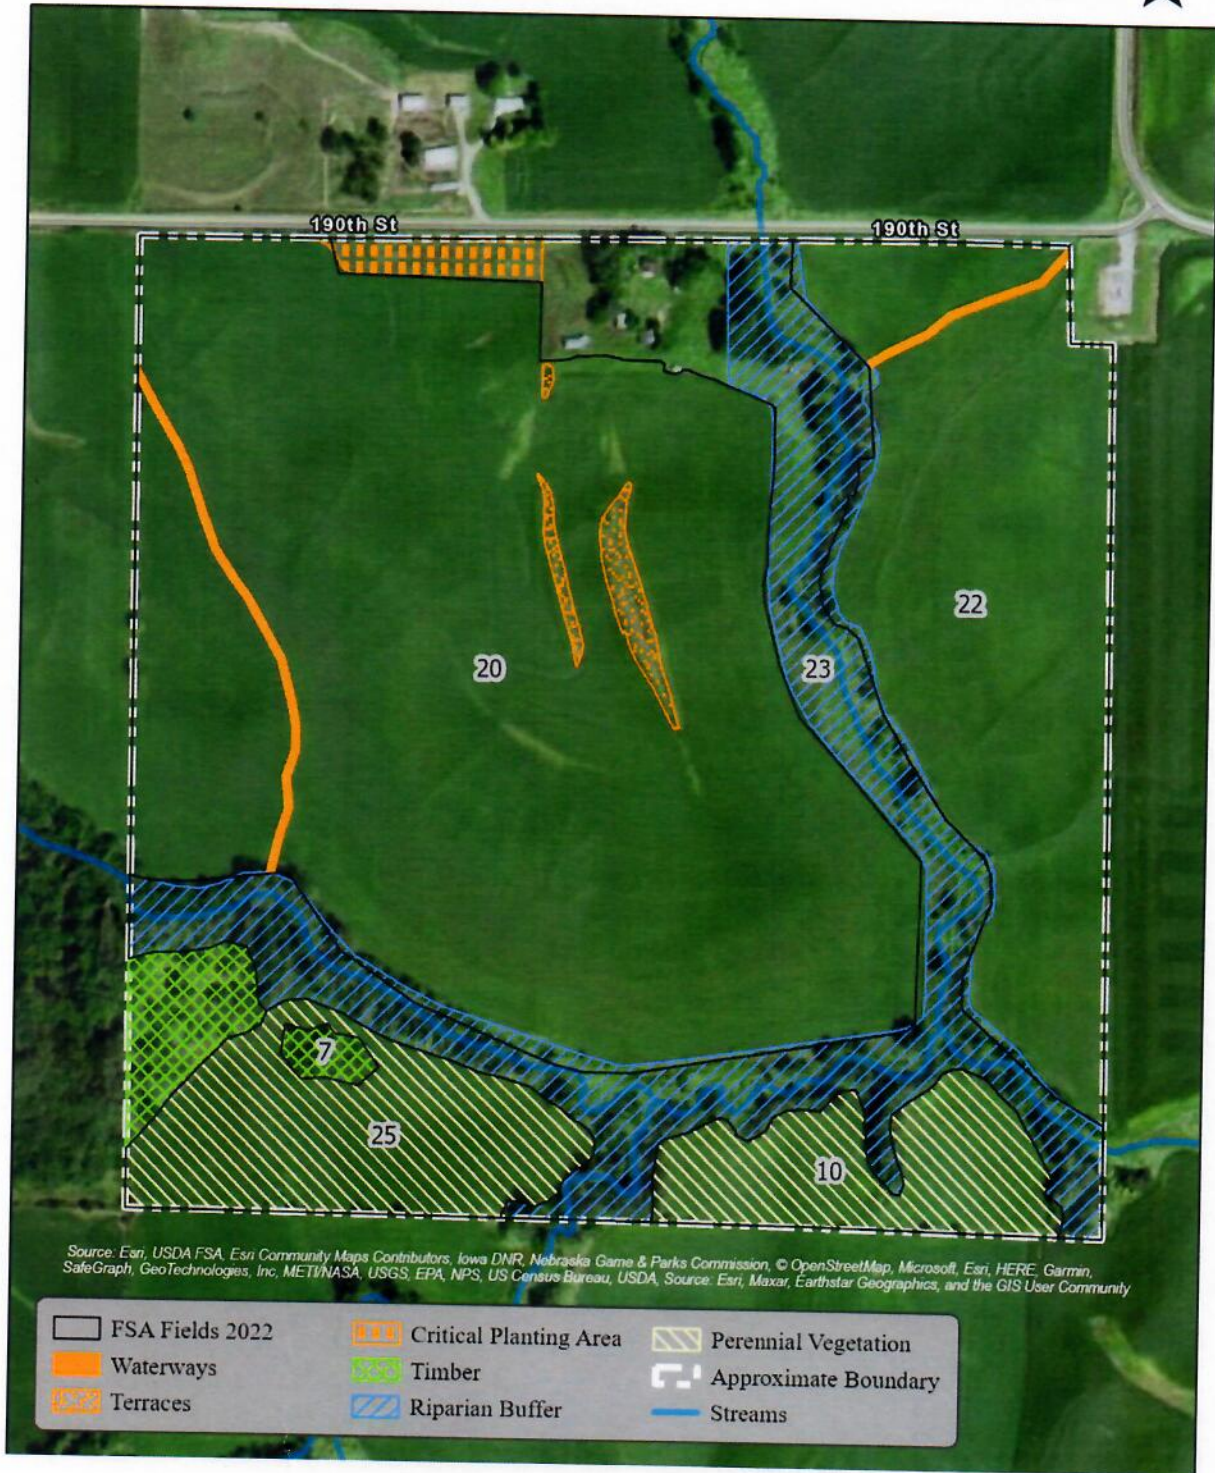 190th St
190th St
22
20
23
7
25
10
Source: Esri, USDA FSA, Esri Community Maps Contributors, Iowa DNR, Nebraska Game & Parks Commission, © OpenStreetMap, Microsoft, Esri, HERE, Garmin,
SafeGraph, GeoTechnologies, Inc, METI/NASA, USGS, EPA, NPS, US Census Bureau, USDA, Source: Esri, Maxar, Earthstar Geographics, and the GIS User Community
FSA Fields 2022
Waterways
Terraces
Critical Planting Area
Timber
Riparian Buffer
Perennial Vegetation
Approximate Boundary
Streams